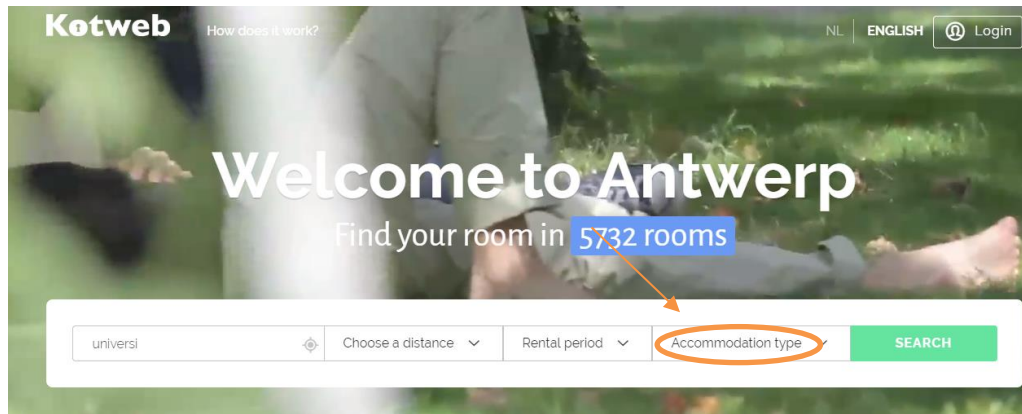 Kotweb How does it work? NL ENGLISH Login
Welcome to Antwerp
Find your room in 5732 rooms
universi Choose a distance Rental period Accommodation type SEARCH